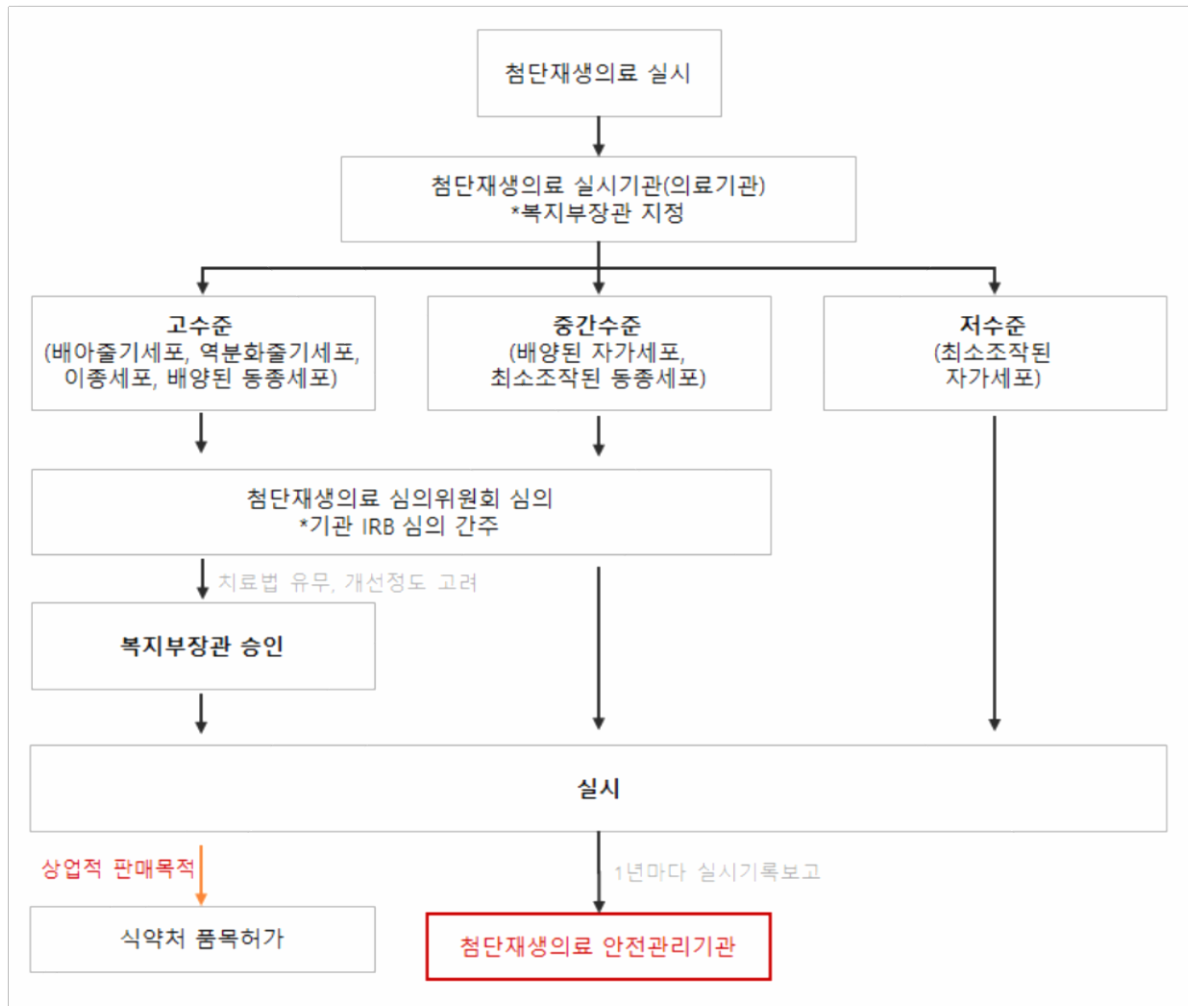 첨단재생의료 실시
첨단재생의료 실시기관(의료기관)
*복지부장관 지정
고수준
(배아줄기세포, 역분화줄기세포,
이종세포, 배양된 동종세포)
중간수준
(배양된 자가세포,
최소조작된 동종세포)
저수준
(최소조작된
자가세포)
첨단재생의료 심의위원회 심의
*기관 IRB 심의 간주
치료법 유무, 개선정도 고려
복지부장관 승인
실시
상업적 판매목적
1년마다 실시기록보고
식약처 품목허가
첨단재생의료 안전관리기관